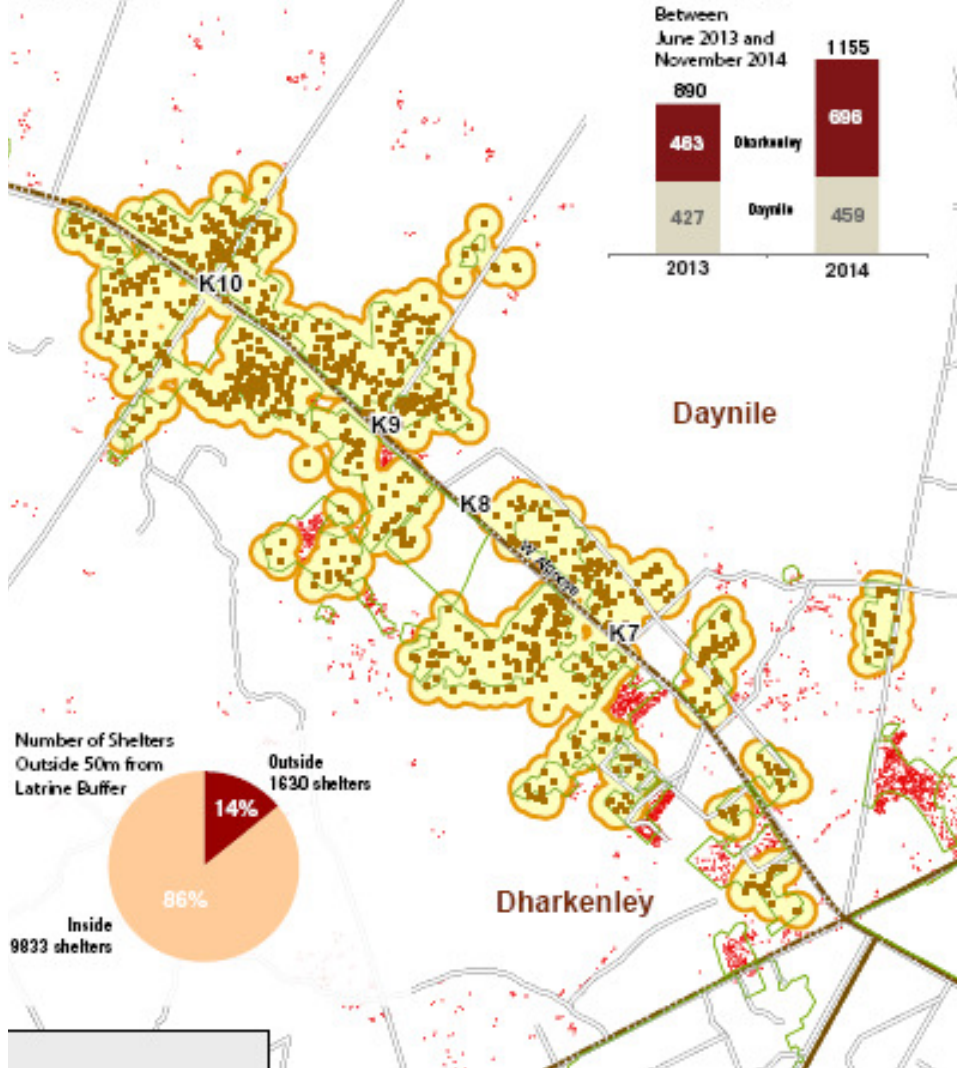 Between
June 2013 and
November 2014
1155
890
696
463
Dharkenley
Daynile
427
459
2013
2014
K10
Daynile
K9
K8
K7
Number of Shelters
Outside 50m from
Latrine Buffer
Outside
1630 shelters
14%
86%
Inside
9833 shelters
Dharkenley